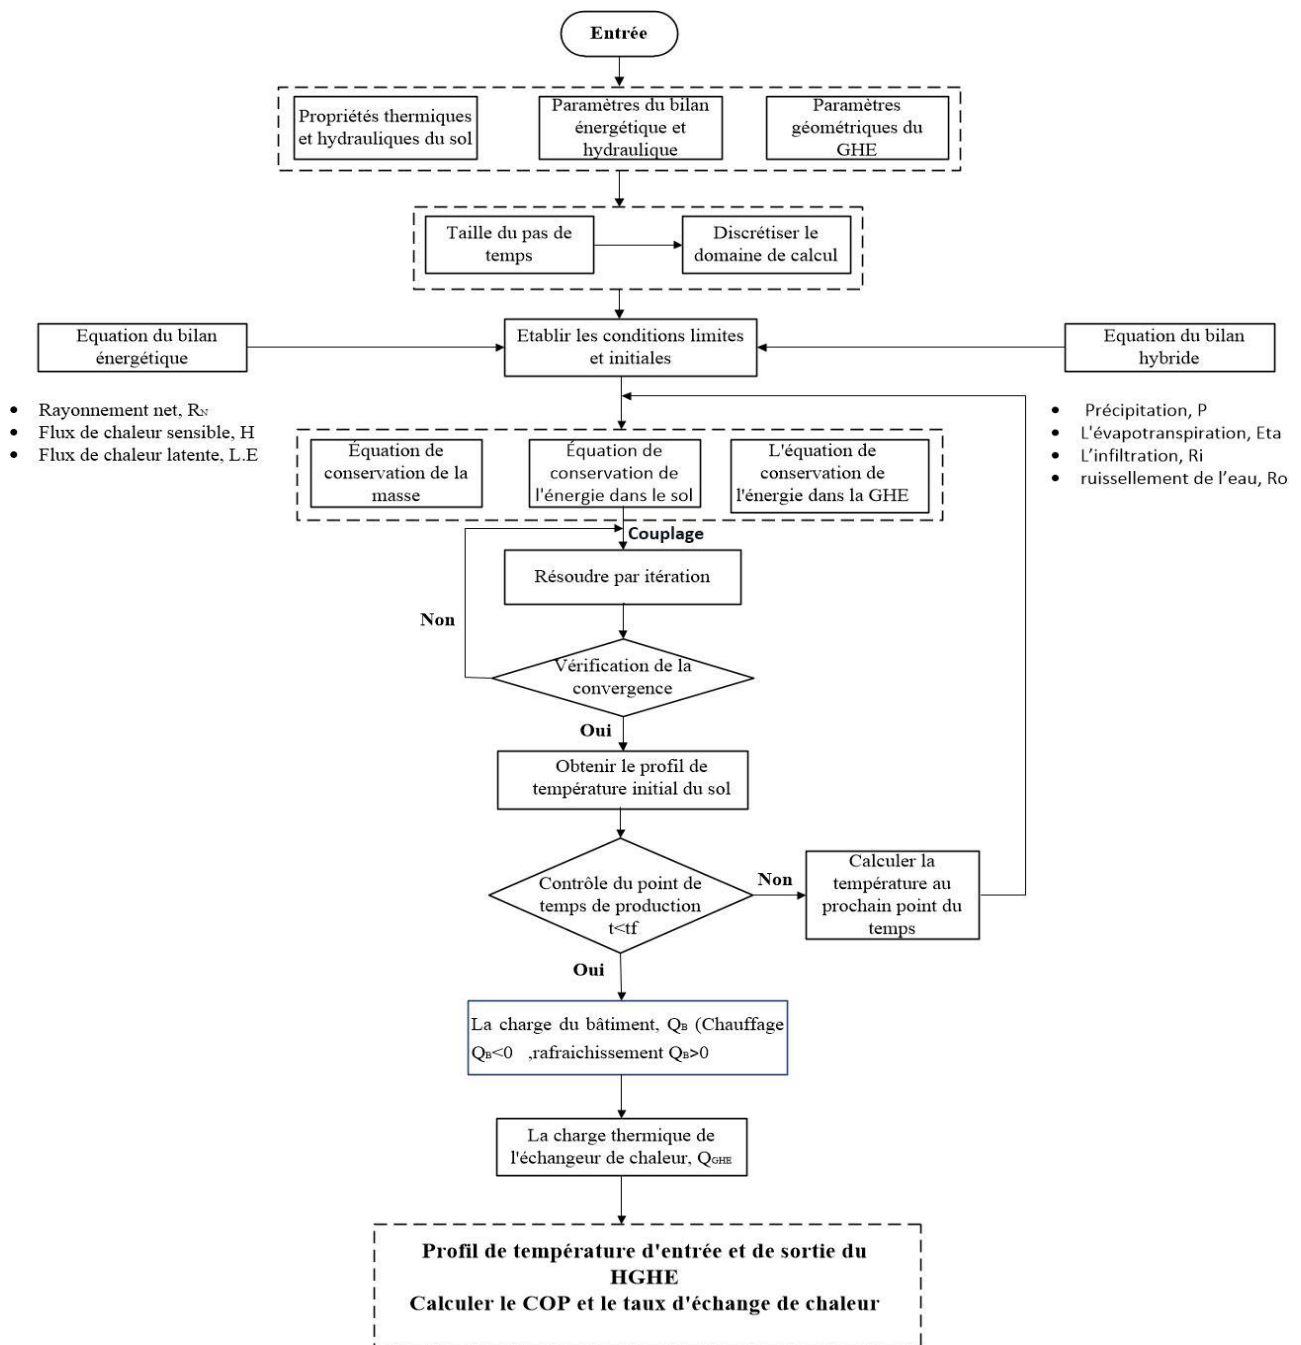 Entrée
Propriétés thermiques
et hydrauliques du sol
Paramètres du bilan
énergétique et
hydraulique
Paramètres
géométriques du
GHE
Taille du pas de
temps
Discrétiser le
domaine de calcul
Equation du bilan
énergétique
Etablir les conditions limites
et initiales
Equation du bilan
hybride
• Rayonnement net, RN
• Flux de chaleur sensible, H
• Flux de chaleur latente, L.E
• Précipitation, P
• L'évapotranspiration, Eta
• L’infiltration, Ri
• ruissellement de l’eau, Ro
Équation de
conservation de la
masse
Équation de
conservation de
l'énergie dans le sol
L'équation de
conservation de
l'énergie dans la GHE
Couplage
Résoudre par itération
Non
Vérification de la
convergence
Oui
Obtenir le profil de
température initial du sol
Contrôle du point de
temps de production
t<tf
Non
Calculer la
température au
prochain point du
temps
Oui
La charge du bâtiment, QB (Chauffage
QB<0 ,rafraichissement QB>0
La charge thermique de
l'échangeur de chaleur, QGHE
Profil de température d'entrée et de sortie du
HGHE
Calculer le COP et le taux d'échange de chaleur